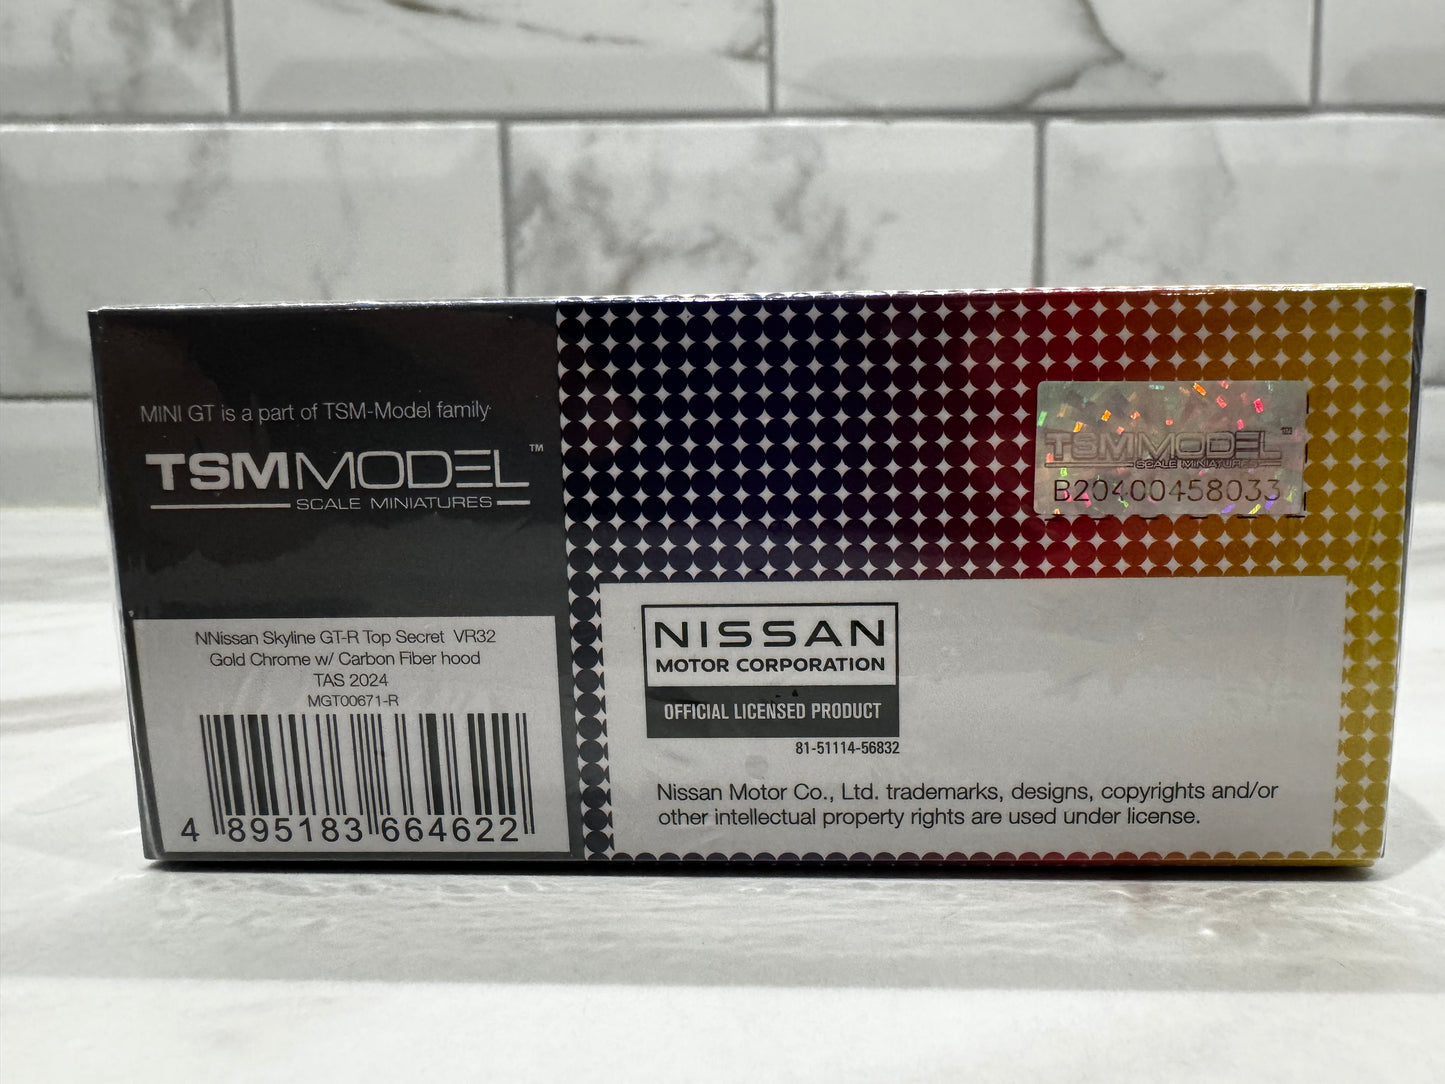 MINI GT is a part of TSM-Model family
TSMMODEL™
SCALE MINIATURES
NNissan Skyline GT-R Top Secret VR32
Gold Chrome w/ Carbon Fiber hood
TAS 2024
MGT00671-R
4 895183 664622
TSMMODEL™
SCALE MINIATURES
B20400458033
NISSAN
MOTOR CORPORATION
OFFICIAL LICENSED PRODUCT
81-51114-56832
Nissan Motor Co., Ltd. trademarks, designs, copyrights and/or
other intellectual property rights are used under license.